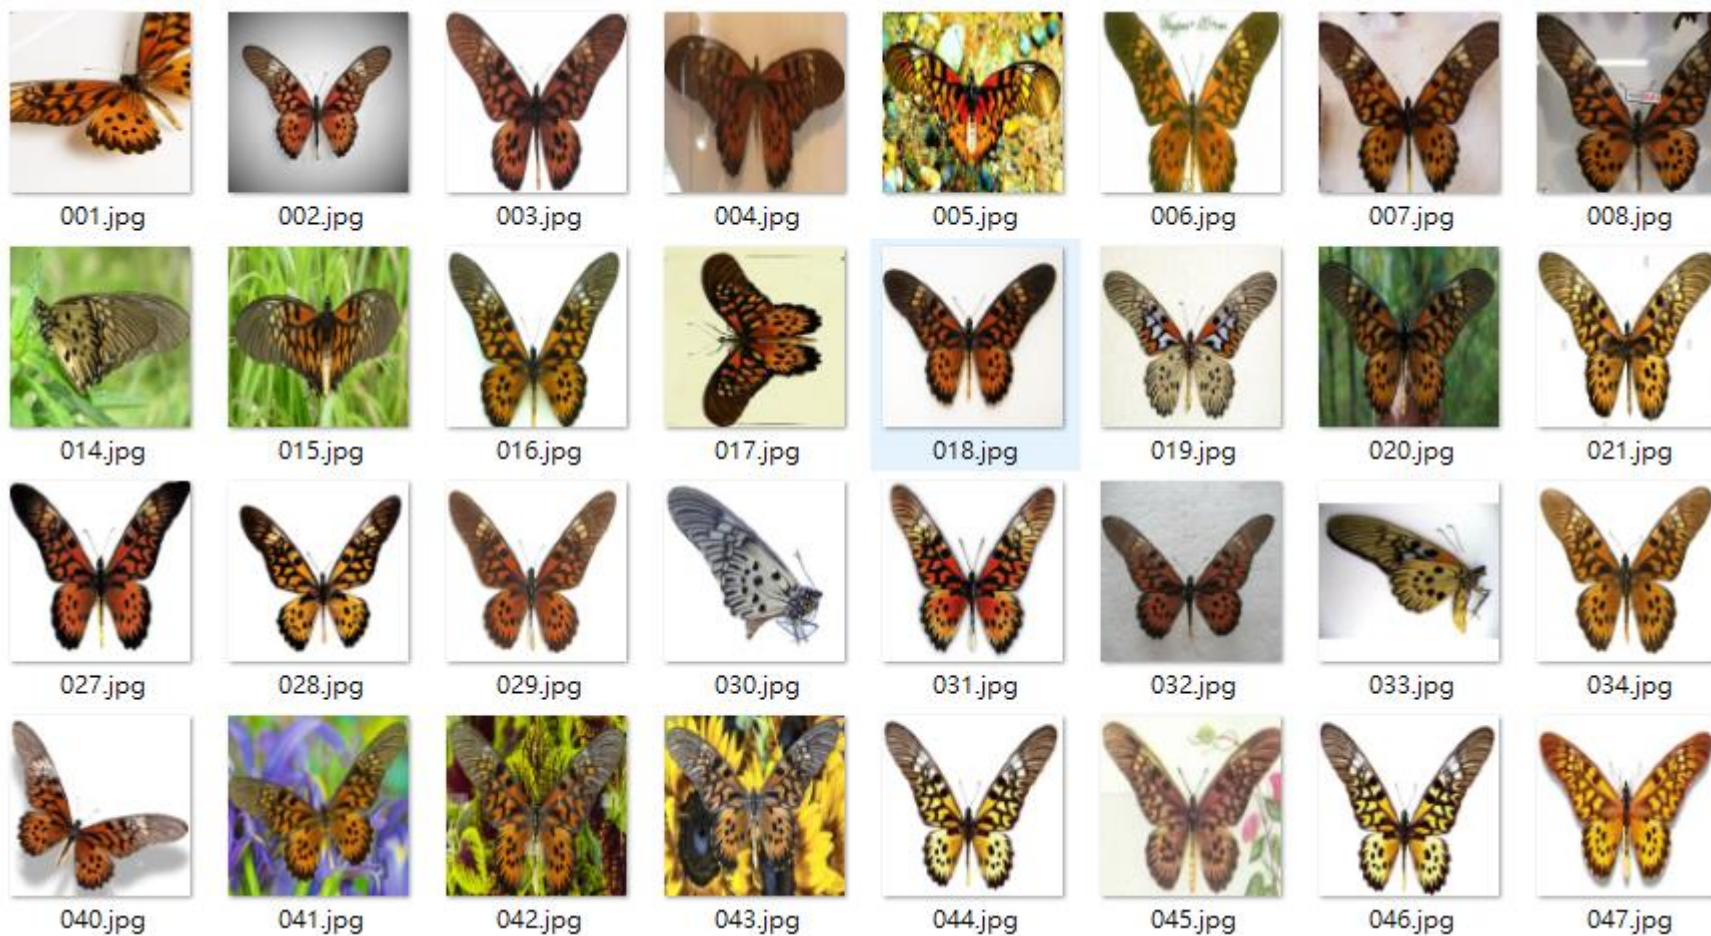 001.jpg 002.jpg 003.jpg 004.jpg 005.jpg 006.jpg 007.jpg 008.jpg
014.jpg 015.jpg 016.jpg 017.jpg 018.jpg 019.jpg 020.jpg 021.jpg
027.jpg 028.jpg 029.jpg 030.jpg 031.jpg 032.jpg 033.jpg 034.jpg
040.jpg 041.jpg 042.jpg 043.jpg 044.jpg 045.jpg 046.jpg 047.jpg